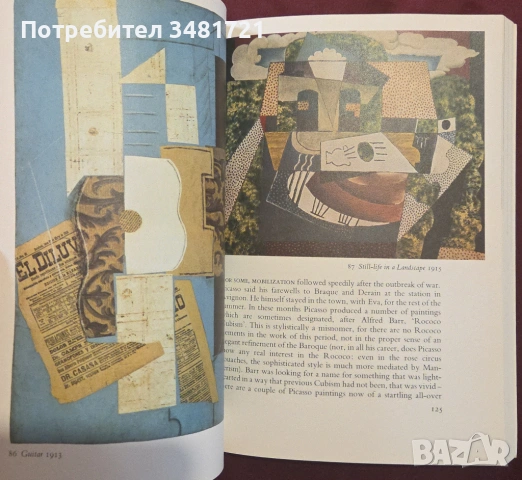 Потребител 3481721
EL DILUV
DR. CABANA
86 Guitar 1913
87 Still-life in a Landscape 1915
OR SOME, MOBILIZATION followed speedily after the outbreak of war.
Picasso said his farewells to Braque and Derain at the station in
Avignon. He himself stayed in the town, with Eva, for the rest of the
summer. In these months Picasso produced a number of paintings
which are sometimes designated, after Alfred Barr, 'Rococo
Cubism'. This is stylistically a misnomer, for there are no Rococo
forms in the work of this period, not in the proper sense of an
elegant refinement of the Baroque (nor, in all his career, does Picasso
show any real interest in the Rococo: even in the rose circus
the sophisticated style is much more mediated by Man-
Barr was looking for a name for something that was light-
hearted in a way that previous Cubism had not been, that was vivid –
there are a couple of Picasso paintings now of a startling all-over
125
BAZAR
bg